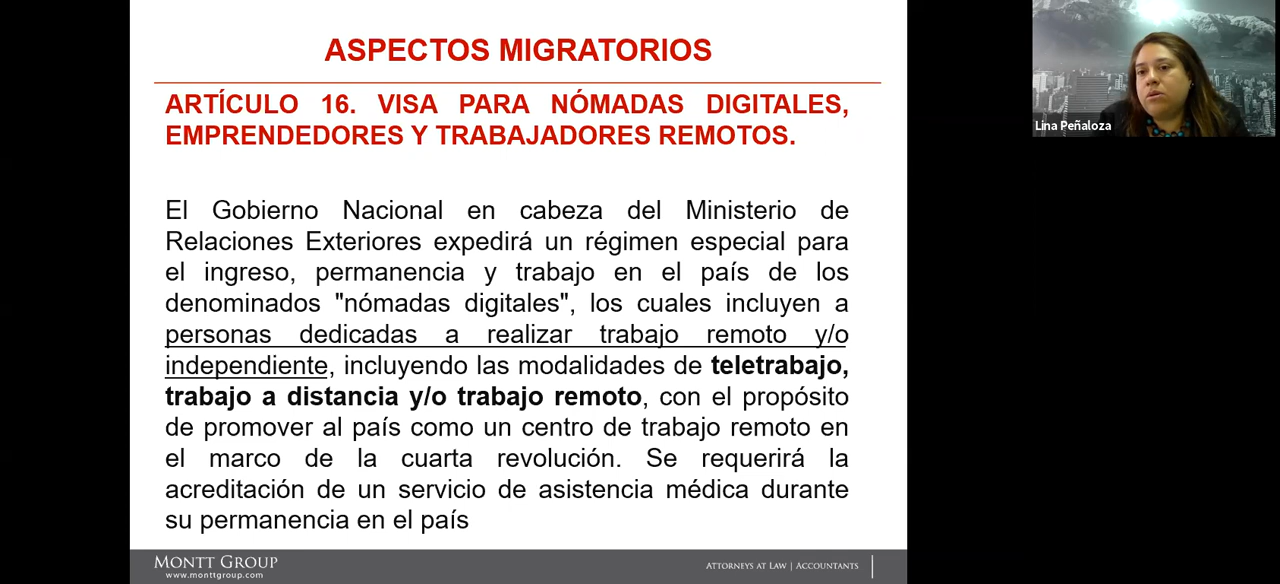 ASPECTOS MIGRATORIOS
ARTÍCULO 16. VISA PARA NÓMADAS DIGITALES,
EMPRENDEDORES Y TRABAJADORES REMOTOS.
El Gobierno Nacional en cabeza del Ministerio de
Relaciones Exteriores expedirá un régimen especial para
el ingreso, permanencia y trabajo en el país de los
denominados "nómadas digitales", los cuales incluyen a
personas dedicadas a realizar trabajo remoto y/o
independiente, incluyendo las modalidades de teletrabajo,
trabajo a distancia y/o trabajo remoto, con el propósito
de promover al país como un centro de trabajo remoto en
el marco de la cuarta revolución. Se requerirá la
acreditación de un servicio de asistencia médica durante
su permanencia en el país
MONTT GROUP
www.monttgroup.com
ATTORNEYS AT LAW | ACCOUNTANTS
Lina Peñaloza